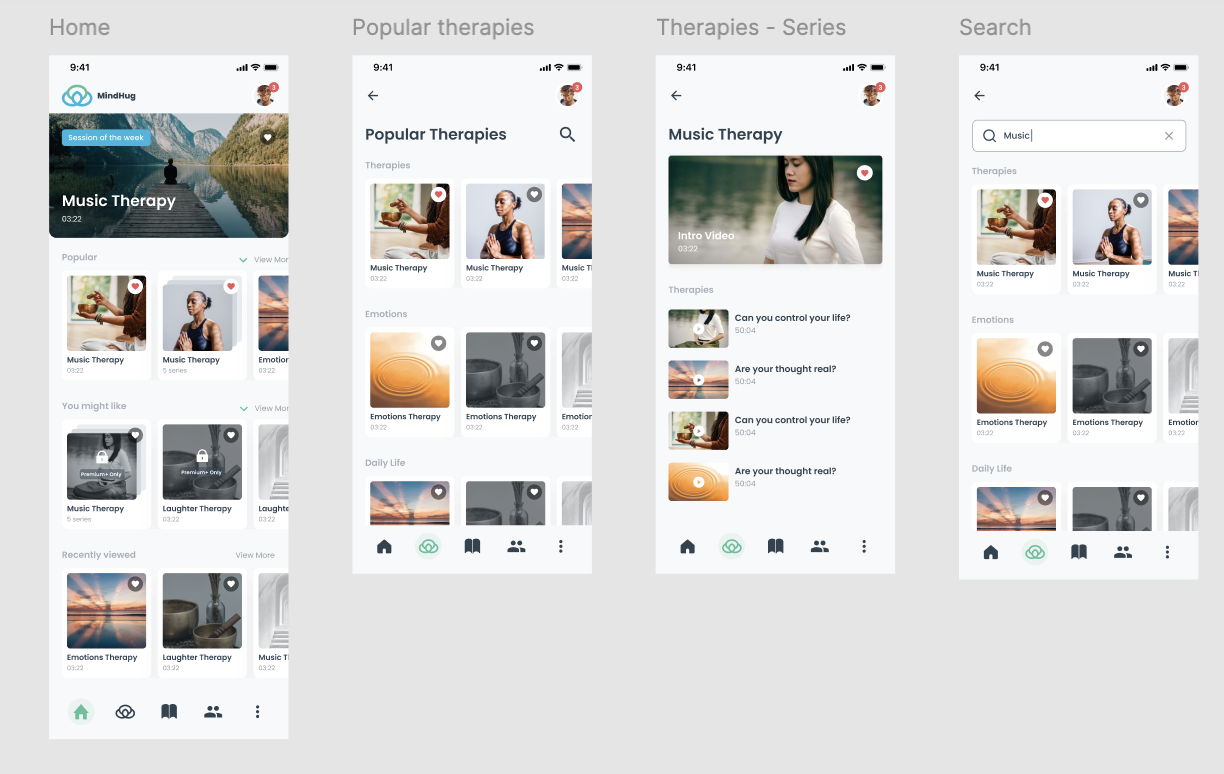 Home
9:41
MindHug
3
Session of the week
Music Therapy
03:22
Popular
View Mor
Music Therapy
03:22
Music Therapy
5 series
Emotion
03:22
You might like
View Mor
Premium+ Only
Music Therapy
5 series
Premium+ Only
Laughter Therapy
03:22
Laughte
03:22
Recently viewed
View More
Emotions Therapy
03:22
Laughter Therapy
03:22
Music T
03:22
Popular therapies
9:41
3
Popular Therapies
Therapies
Music Therapy
03:22
Music Therapy
03:22
Music T
03:22
Emotions
Emotions Therapy
03:22
Emotions Therapy
03:22
Emotion
03:22
Daily Life
Therapies - Series
9:41
3
Music Therapy
Intro Video
03:22
Therapies
Can you control your life?
50:04
Are your thought real?
50:04
Can you control your life?
50:04
Are your thought real?
50:04
Search
9:41
3
Music
Therapies
Music Therapy
03:22
Music Therapy
03:22
Music T
03:22
Emotions
Emotions Therapy
03:22
Emotions Therapy
03:22
Emotion
03:22
Daily Life